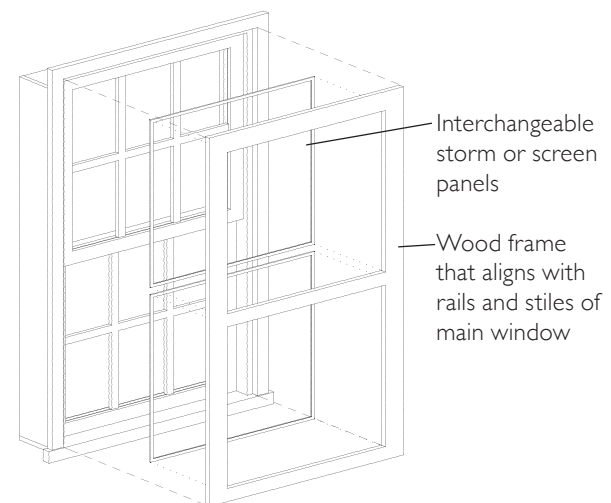 Interchangeable
storm or screen
panels
Wood frame
that aligns with
rails and stiles of
main window